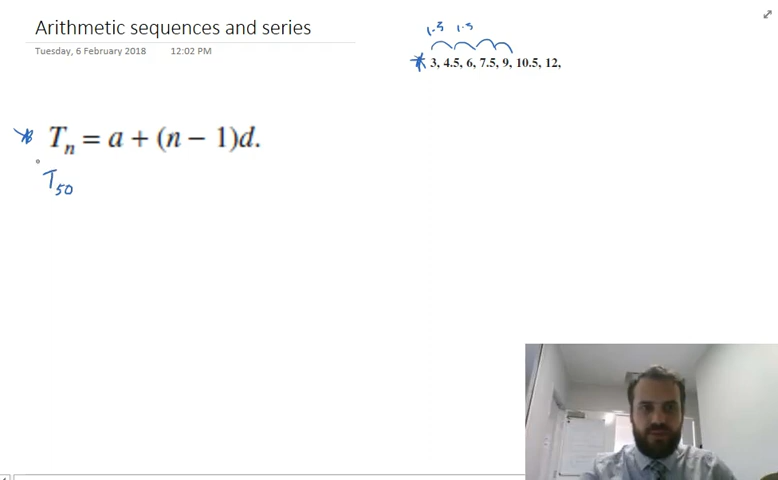 Arithmetic sequences and series
Tuesday, 6 February 2018 12:02 PM
1.5 1.5
* 3, 4.5, 6, 7.5, 9, 10.5, 12,
* Tₙ = a + (n − 1)d.
T₅₀